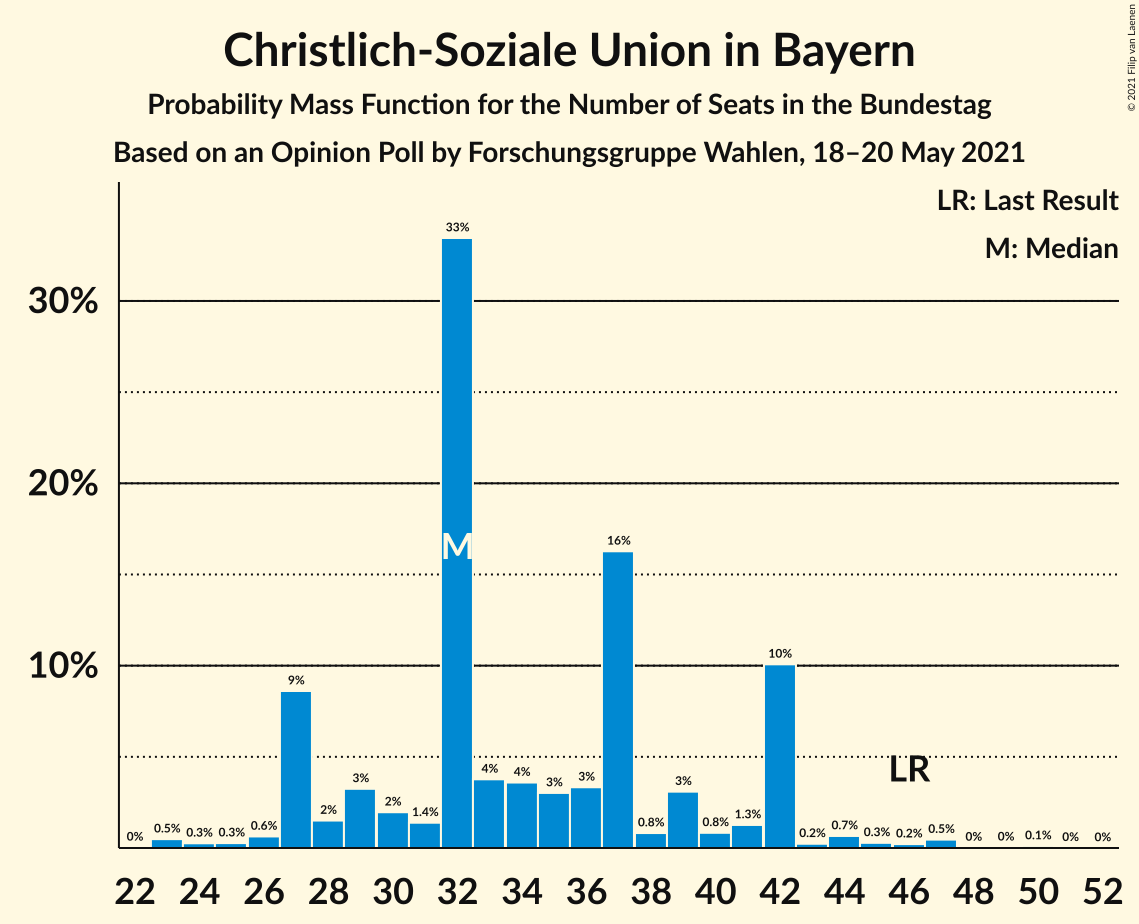 Christlich-Soziale Union in Bayern
Probability Mass Function for the Number of Seats in the Bundestag
Based on an Opinion Poll by Forschungsgruppe Wahlen, 18–20 May 2021
© 2021 Filip van Laenen
LR: Last Result
M: Median
30%
20%
10%
0% 0.5% 0.3% 0.3% 0.6% 9% 2% 3% 2% 1.4% 33% 4% 4% 3% 3% 16% 0.8% 3% 0.8% 1.3% 10% 0.2% 0.7% 0.3% 0.2% 0.5% 0% 0% 0.1% 0% 0%
M
LR
22 24 26 28 30 32 34 36 38 40 42 44 46 48 50 52